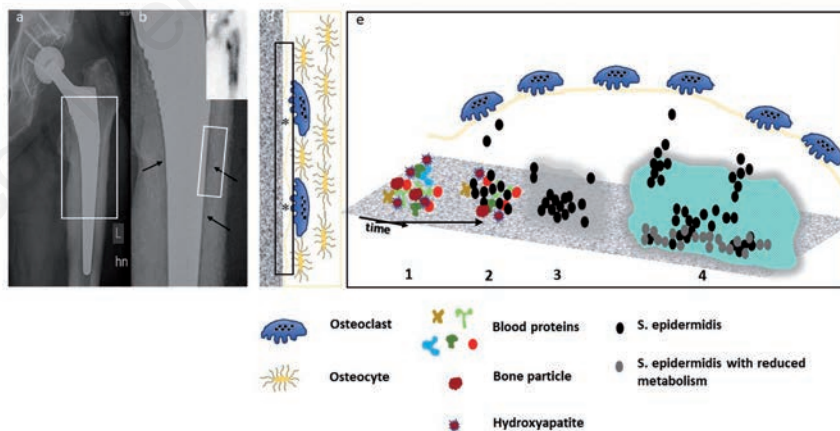 a
b
c
d
e
L
hn
time
1
2
3
4
Osteoclast
Blood proteins
S. epidermidis
Osteocyte
Bone particle
S. epidermidis with reduced
metabolism
Hydroxyapatite